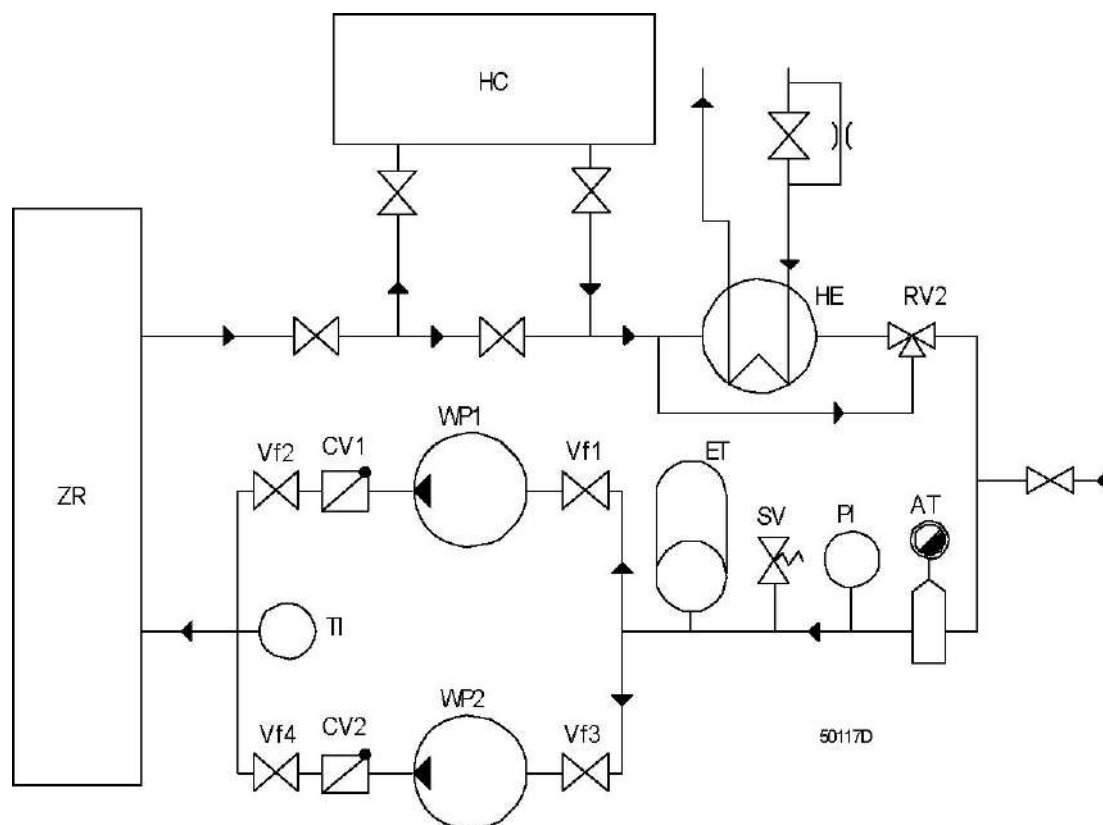 HC
HE
RV2
WP1
CV1
Vf2
Vf1
ET
ZR
SV
PI
AT
TI
WP2
CV2
Vf4
Vf3
50117D